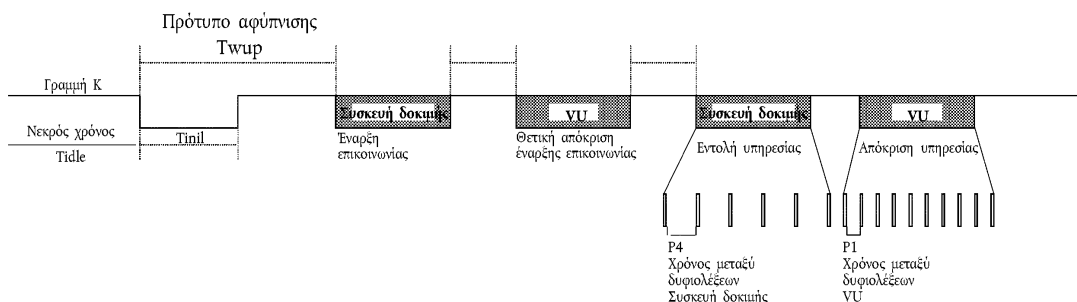 Πρότυπο αφύπνισης
Twup
Γραμμή K
Νεκρός χρόνος
Tidle
Tinil
Συσκευή δοκιμής
Έναρξη
επικοινωνίας
VU
Θετική απόκριση
έναρξης επικοινωνίας
Συσκευή δοκιμής
Εντολή υπηρεσίας
VU
Απόκριση υπηρεσίας
P4
Χρόνος μεταξύ
δυφιολέξεων
Συσκευή δοκιμής
P1
Χρόνος μεταξύ
δυφιολέξεων
VU